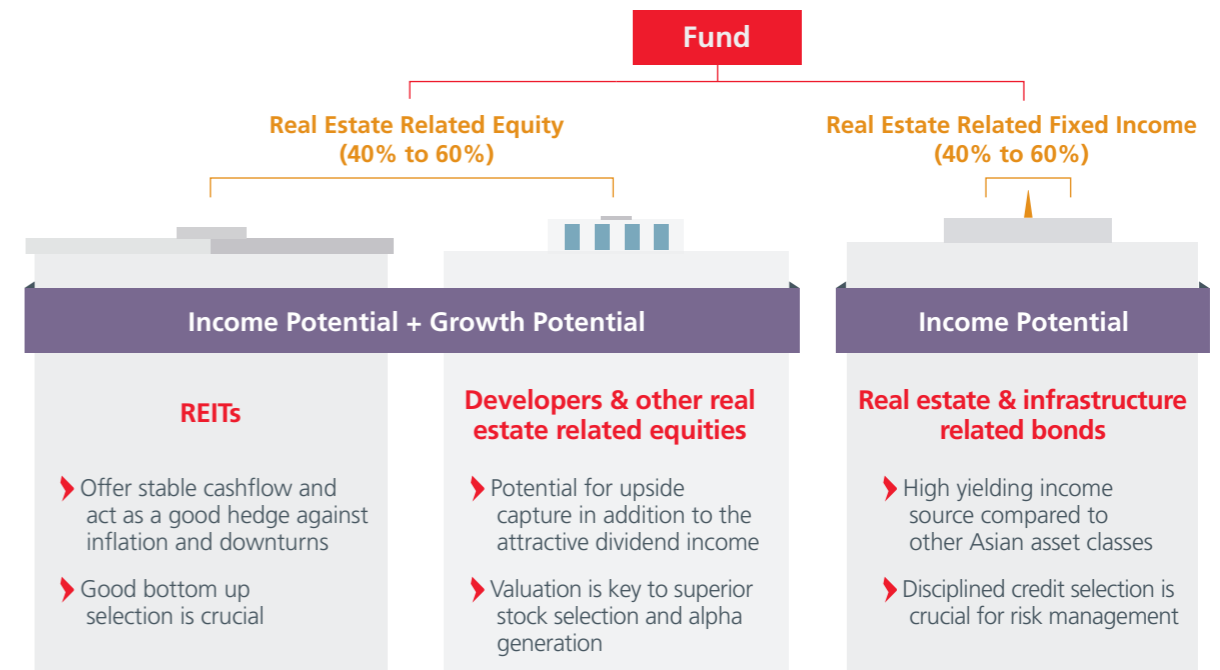 Fund
Real Estate Related Equity
(40% to 60%)
Real Estate Related Fixed Income
(40% to 60%)
Income Potential + Growth Potential
Income Potential
REITs
Offer stable cashflow and
act as a good hedge against
inflation and downturns
Good bottom up
selection is crucial
Developers & other real
estate related equities
Potential for upside
capture in addition to the
attractive dividend income
Valuation is key to superior
stock selection and alpha
generation
Real estate & infrastructure
related bonds
High yielding income
source compared to
other Asian asset classes
Disciplined credit selection is
crucial for risk management